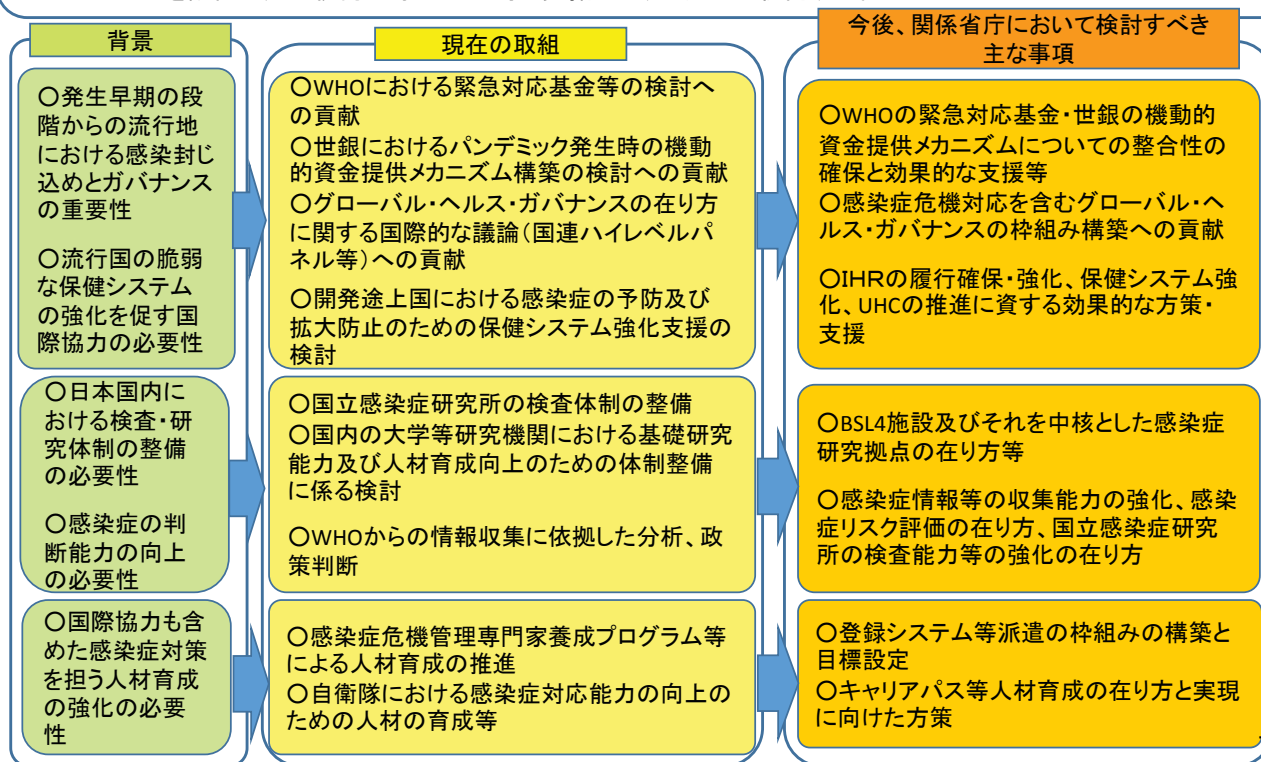 背景
〇発生早期の段
階からの流行地
における感染封じ
込めとガバナンス
の重要性
〇流行国の脆弱
な保健システム
の強化を促す国
際協力の必要性
〇日本国内に
おける検査・研
究体制の整備
の必要性
〇感染症の判
断能力の向上
の必要性
〇国際協力も含
めた感染症対策
を担う人材育成
の強化の必要
性
現在の取組
〇WHOにおける緊急対応基金等の検討へ
の貢献
〇世銀におけるパンデミック発生時の機動
的資金提供メカニズム構築の検討への貢献
〇グローバル・ヘルス・ガバナンスの在り方
に関する国際的な議論(国連ハイレベルパ
ネル等)への貢献
〇開発途上国における感染症の予防及び
拡大防止のための保健システム強化支援の
検討
〇国立感染症研究所の検査体制の整備
〇国内の大学等研究機関における基礎研究
能力及び人材育成向上のための体制整備
に係る検討
〇WHOからの情報収集に依拠した分析、政
策判断
〇感染症危機管理専門家養成プログラム等
による人材育成の推進
〇自衛隊における感染症対応能力の向上の
ための人材の育成等
今後、関係省庁において検討すべき
主な事項
〇WHOの緊急対応基金・世銀の機動的
資金提供メカニズムについての整合性の
確保と効果的な支援等
〇感染症危機対応を含むグローバル・ヘ
ルス・ガバナンスの枠組み構築への貢献
〇IHRの履行確保・強化、保健システム強
化、UHCの推進に資する効果的な方策・
支援
〇BSL4施設及びそれを中核とした感染症
研究拠点の在り方等
〇感染症情報等の収集能力の強化、感染
症リスク評価の在り方、国立感染症研究
所の検査能力等の強化の在り方
〇登録システム等派遣の枠組みの構築と
目標設定
〇キャリアパス等人材育成の在り方と実現
に向けた方策